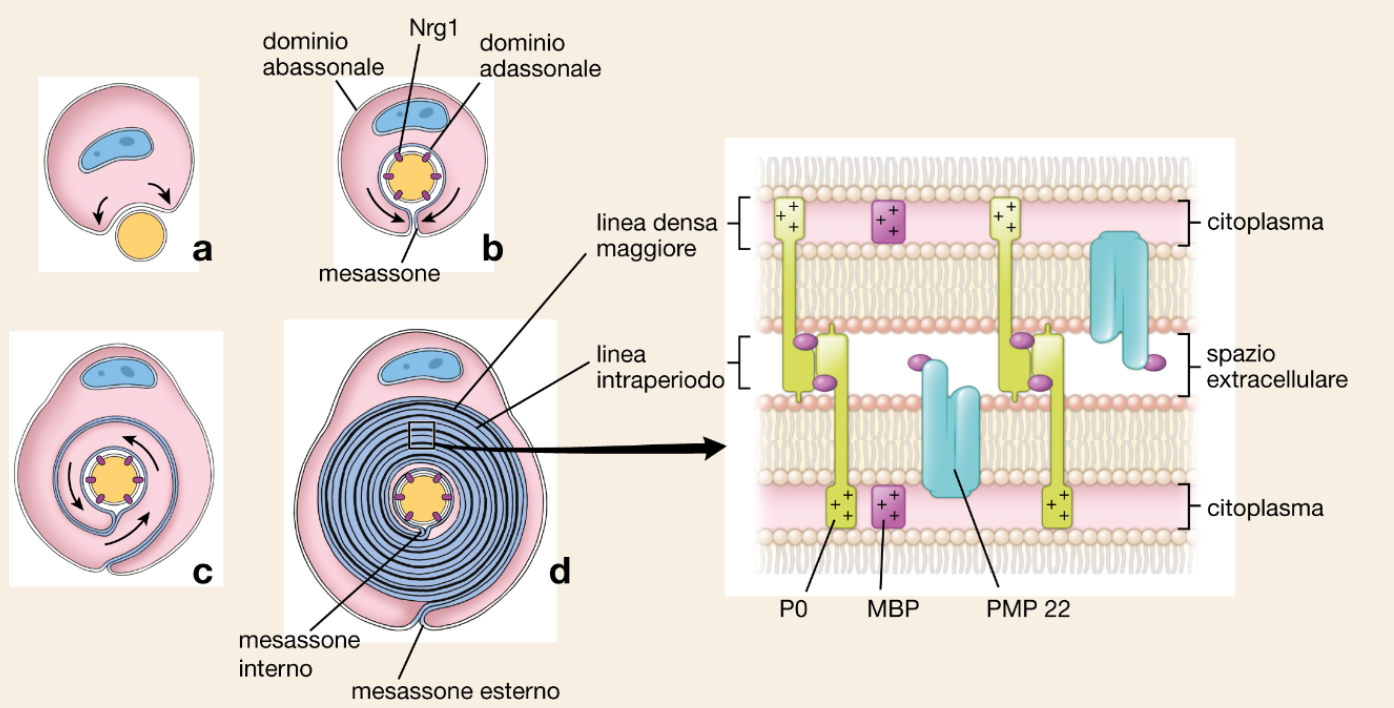 Nrg1
dominio
abassonale
dominio
adassonale
a
b
mesassone
c
d
mesassone
interno
mesassone esterno
linea densa
maggiore
linea
intraperiodo
citoplasma
spazio
extracellulare
citoplasma
+ +
+
+ +
+
+ +
+
+ +
+
+ +
+
+ +
+
P0
MBP
PMP 22